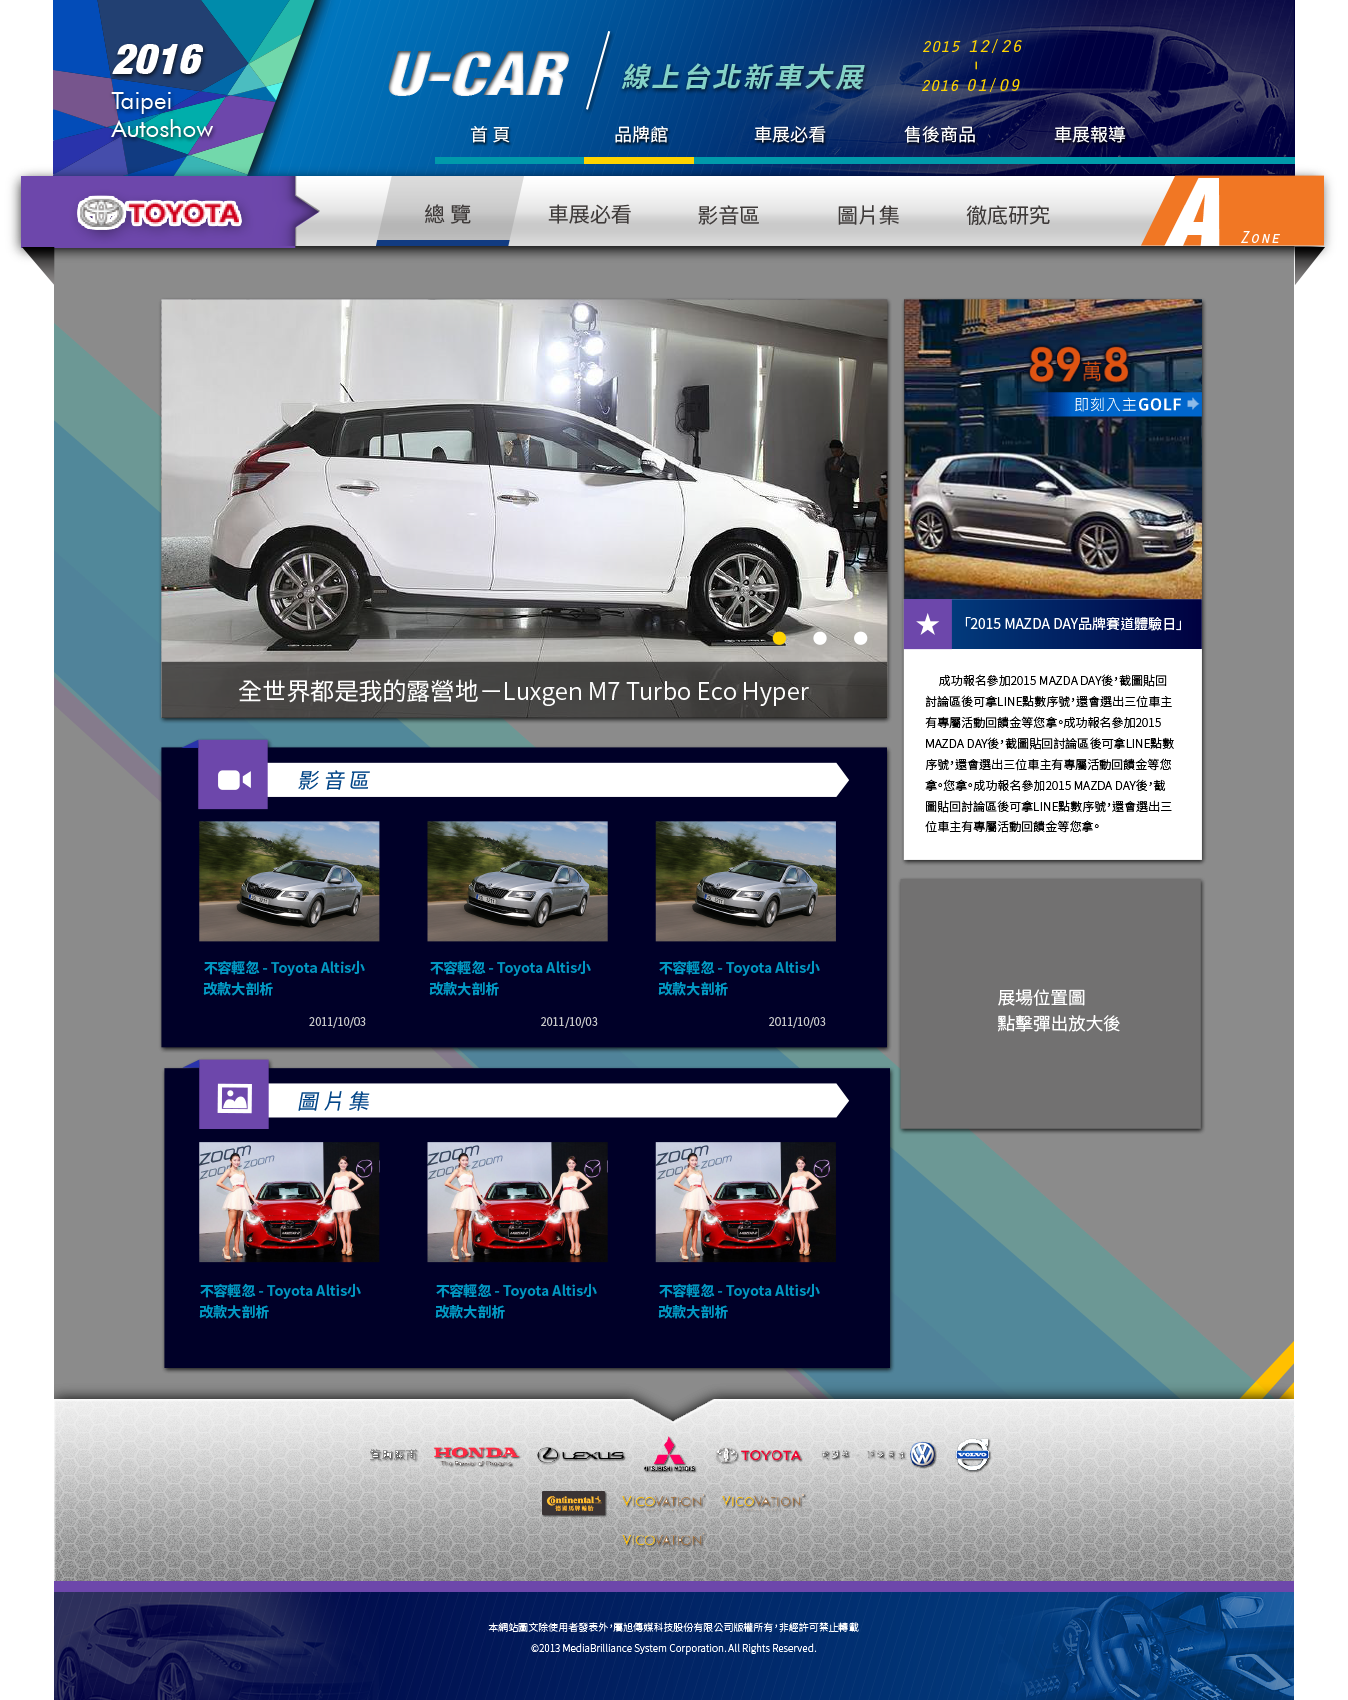 2016
Taipei
Autoshow
U-CAR
線上台北新車大展
2015 12/26
-
2016 01/09
首頁 品牌館 車展必看 售後商品 車展報導
TOYOTA
總覽 車展必看 影音區 圖片集 徹底研究
A ZONE
全世界都是我的露營地－Luxgen M7 Turbo Eco Hyper
89萬8
即刻入主GOLF
「2015 MAZDA DAY品牌賽道體驗日」
成功報名參加2015 MAZDA DAY後，截圖貼回
討論區後可拿LINE點數序號，還會選出三位車主
有專屬活動回饋金等您拿。成功報名參加2015
MAZDA DAY後，截圖貼回討論區後可拿LINE點數
序號，還會選出三位車主有專屬活動回饋金等您
拿。您拿。成功報名參加2015 MAZDA DAY後，截
圖貼回討論區後可拿LINE點數序號，還會選出三
位車主有專屬活動回饋金等您拿。
影音區
不容輕忽 - Toyota Altis小
改款大剖析
2011/10/03
不容輕忽 - Toyota Altis小
改款大剖析
2011/10/03
不容輕忽 - Toyota Altis小
改款大剖析
2011/10/03
展場位置圖
點擊彈出放大後
圖片集
ZOOM
ZOOM ZOOM
ZOOM
ZOOM ZOOM
ZOOM
ZOOM ZOOM
不容輕忽 - Toyota Altis小
改款大剖析
不容輕忽 - Toyota Altis小
改款大剖析
不容輕忽 - Toyota Altis小
改款大剖析
HONDA
The Power of Dreams
LEXUS
MITSUBISHI MOTORS
TOYOTA
VOLVO
Continental
德國馬牌輪胎
VICOVATION
VICOVATION
VICOVATION
本網站圖文除使用者發表外，屬旭傳媒科技股份有限公司版權所有，非經許可禁止轉載
©2013 MediaBrilliance System Corporation. All Rights Reserved.